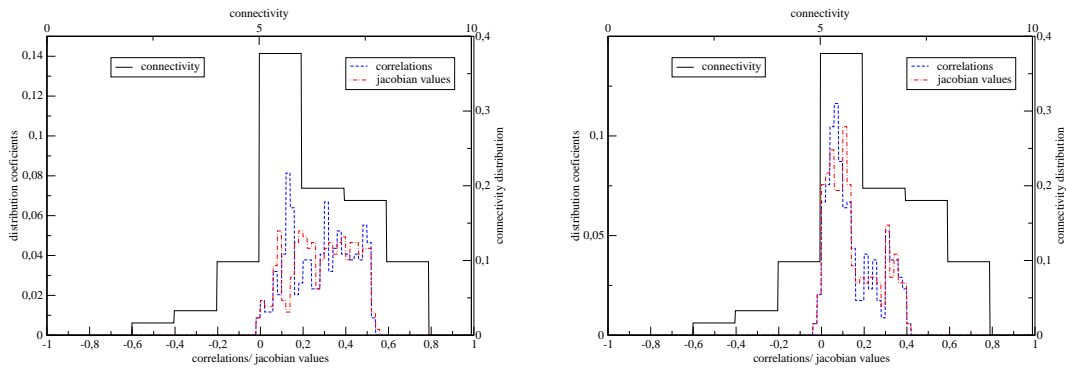 connectivity
0 5 10
connectivity
correlations
jacobian values
0,14
0,12
0,1
0,08
0,06
0,04
0,02
0
distribution coeficients
0,4
0,3
0,2
0,1
0
connectivity distribution
-1 -0,8 -0,6 -0,4 -0,2 0 0,2 0,4 0,6 0,8 1
correlations/ jacobian values
connectivity
0 5 10
connectivity
correlations
jacobian values
0,1
0,05
0
distribution coeficients
0,4
0,3
0,2
0,1
0
connectivity distribution
-1 -0,8 -0,6 -0,4 -0,2 0 0,2 0,4 0,6 0,8 1
correlations/ jacobian values